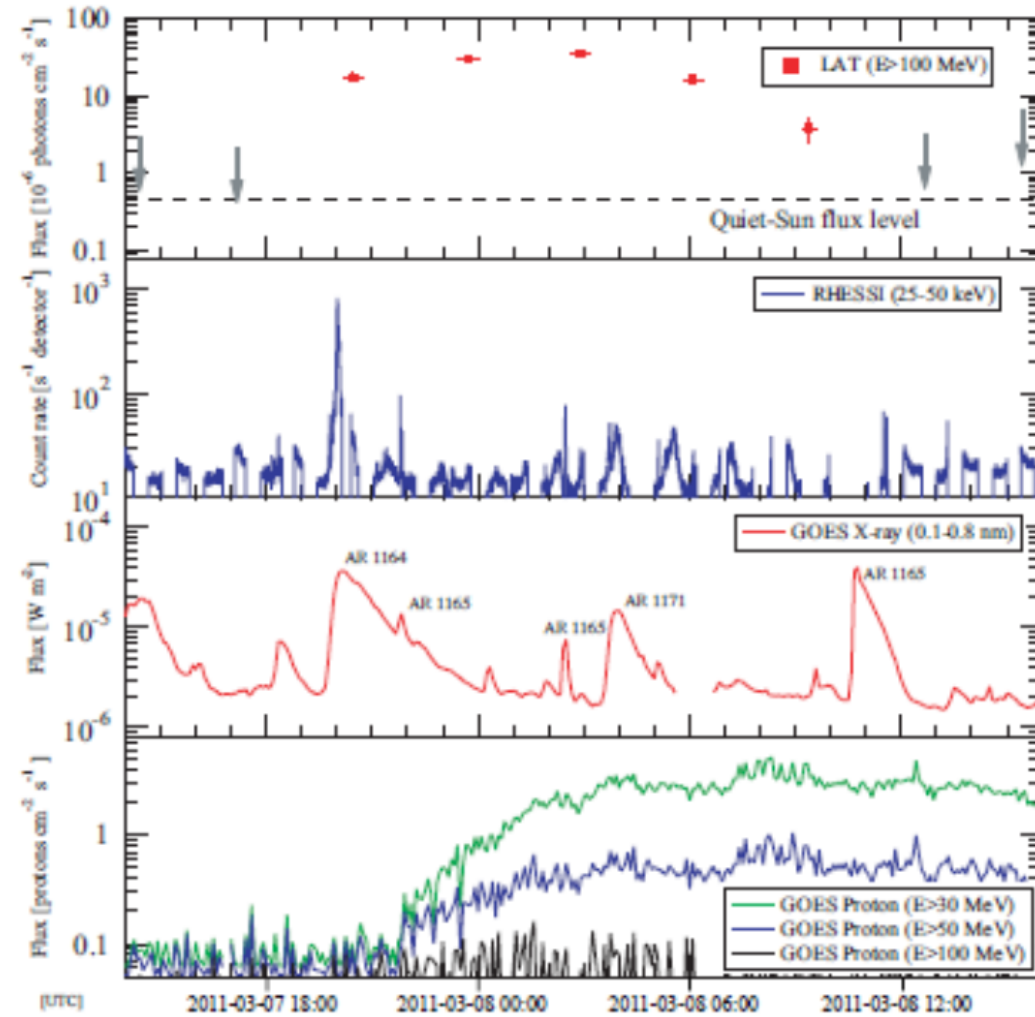 100
10
1
0.1
Flux [10⁻⁶ photons cm⁻² s⁻¹]
LAT (E>100 MeV)
Quiet-Sun flux level
10³
10²
10¹
Count rate [s⁻¹ detector⁻¹]
RHESSI (25-50 keV)
10⁻⁴
10⁻⁵
10⁻⁶
Flux [W m²]
GOES X-ray (0.1-0.8 nm)
AR 1164
AR 1165
AR 1165
AR 1171
AR 1165
1
0.1
Flux [protons cm⁻² s⁻¹]
GOES Proton (E>30 MeV)
GOES Proton (E>50 MeV)
GOES Proton (E>100 MeV)
[UTC]
2011-03-07 18:00
2011-03-08 00:00
2011-03-08 06:00
2011-03-08 12:00